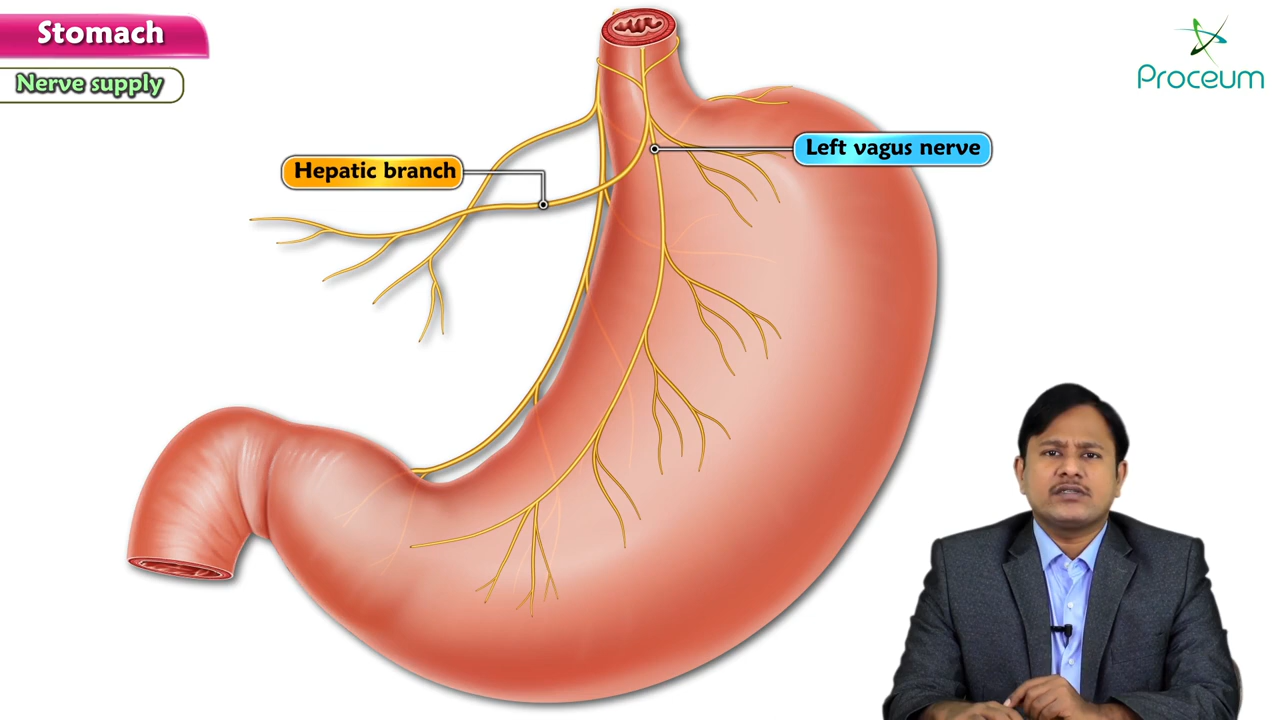 Stomach
Nerve supply
Proceum
Hepatic branch
Left vagus nerve